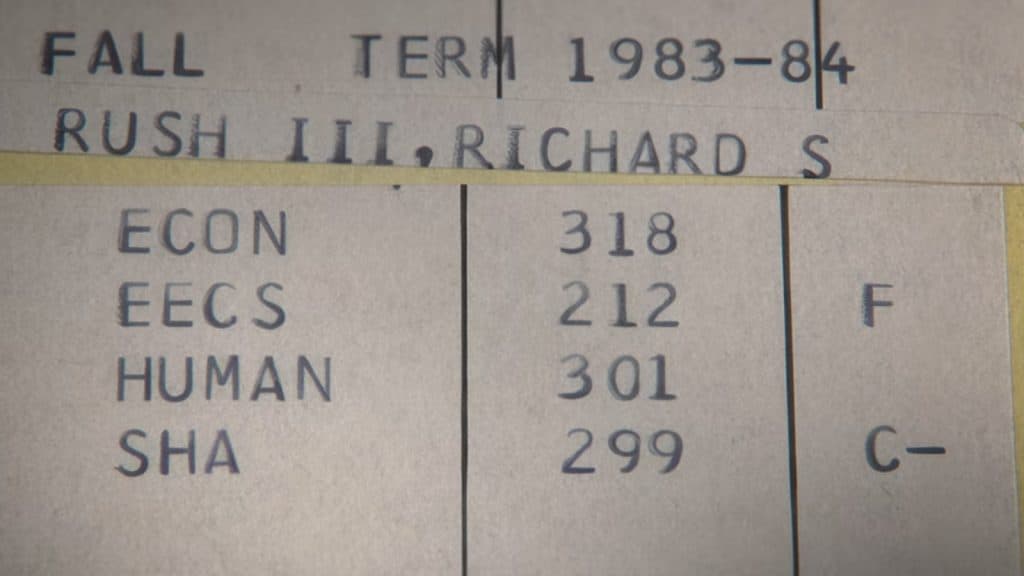 FALL TERM 1983-84
RUSH III, RICHARD S
ECON 318
EECS 212 F
HUMAN 301
SHA 299 C-